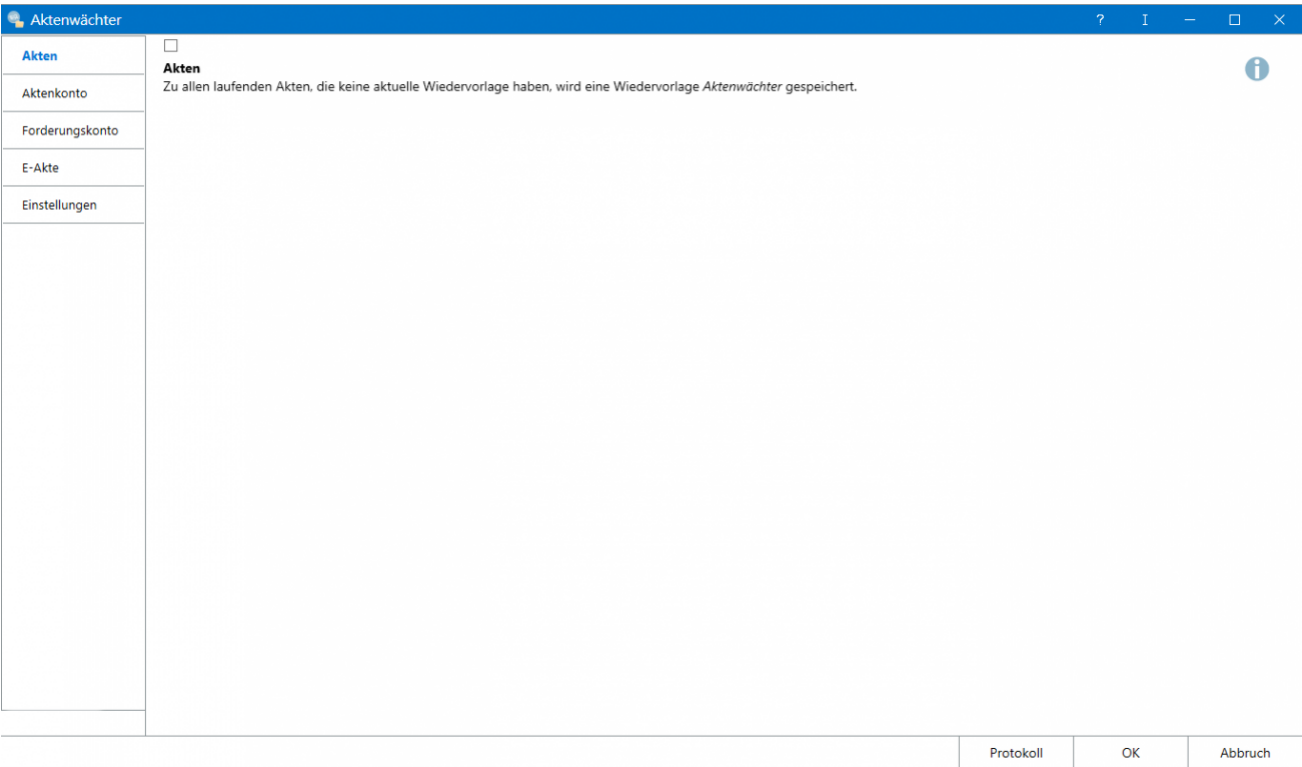 Aktenwächter
? I
Akten
Aktenkonto
Forderungskonto
E-Akte
Einstellungen
Akten
Zu allen laufenden Akten, die keine aktuelle Wiedervorlage haben, wird eine Wiedervorlage Aktenwächter gespeichert.
Protokoll OK Abbruch